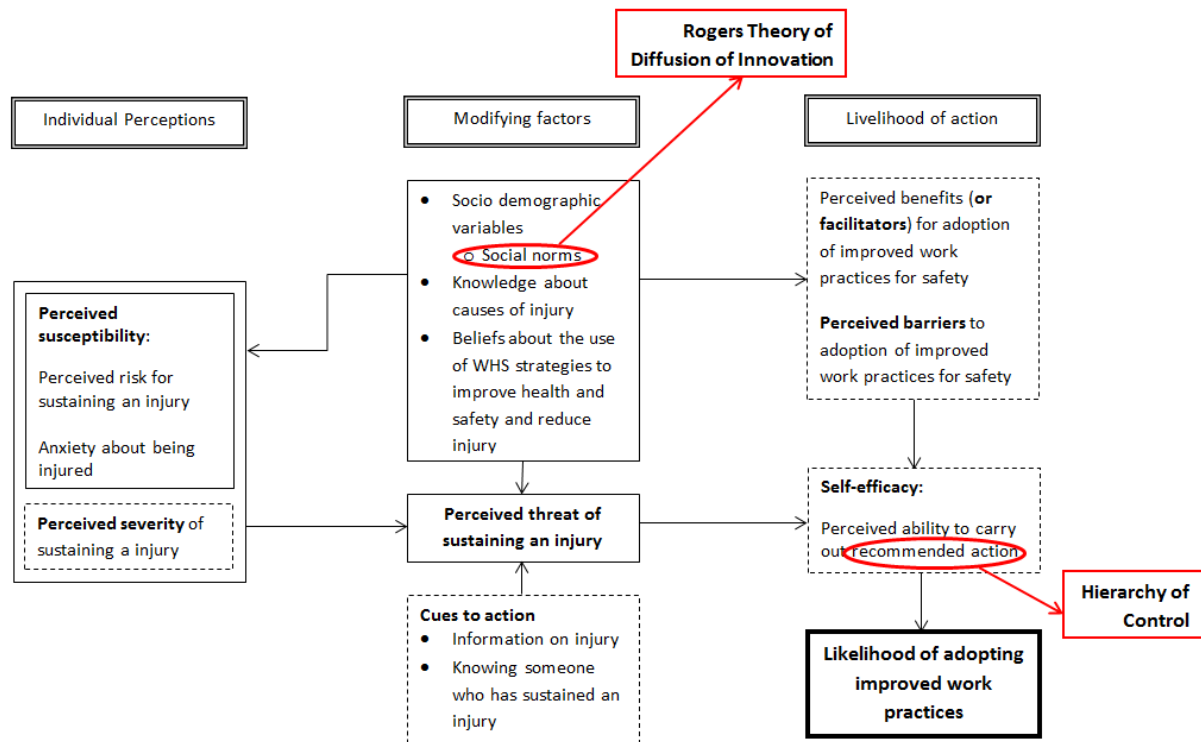 Rogers Theory of
Diffusion of Innovation
Individual Perceptions
Modifying factors
Livelihood of action
Perceived
susceptibility:
Perceived risk for
sustaining an injury
Anxiety about being
injured
Perceived severity of
sustaining a injury
● Socio demographic
variables
○ Social norms
● Knowledge about
causes of injury
● Beliefs about the use
of WHS strategies to
improve health and
safety and reduce
injury
Perceived threat of
sustaining an injury
Cues to action
● Information on injury
● Knowing someone
who has sustained an
injury
Perceived benefits (or
facilitators) for adoption
of improved work
practices for safety
Perceived barriers to
adoption of improved
work practices for safety
Self-efficacy:
Perceived ability to carry
out recommended action
Hierarchy of
Control
Likelihood of adopting
improved work
practices